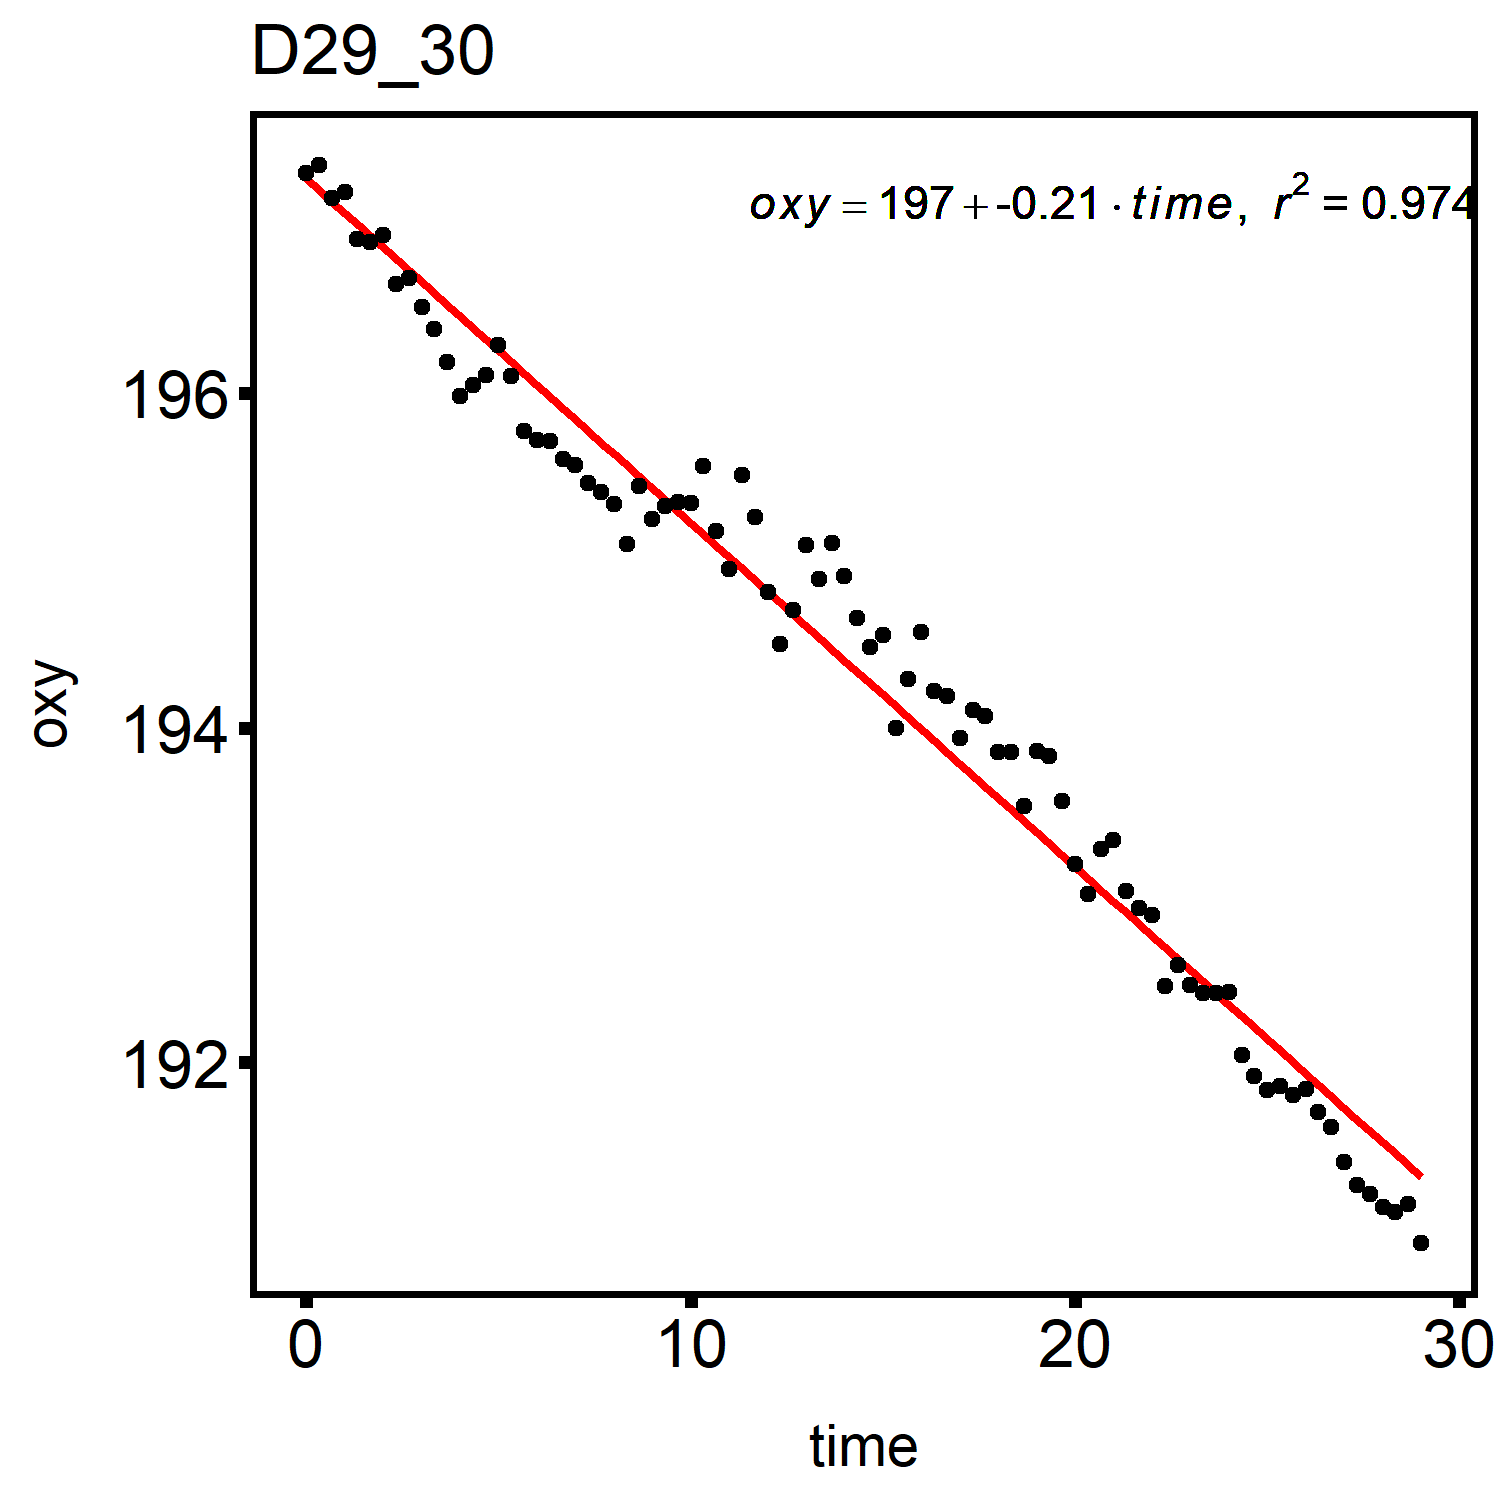 D29_30
oxy = 197 + -0.21 · time, r² = 0.974
196
194
192
oxy
0 10 20 30
time